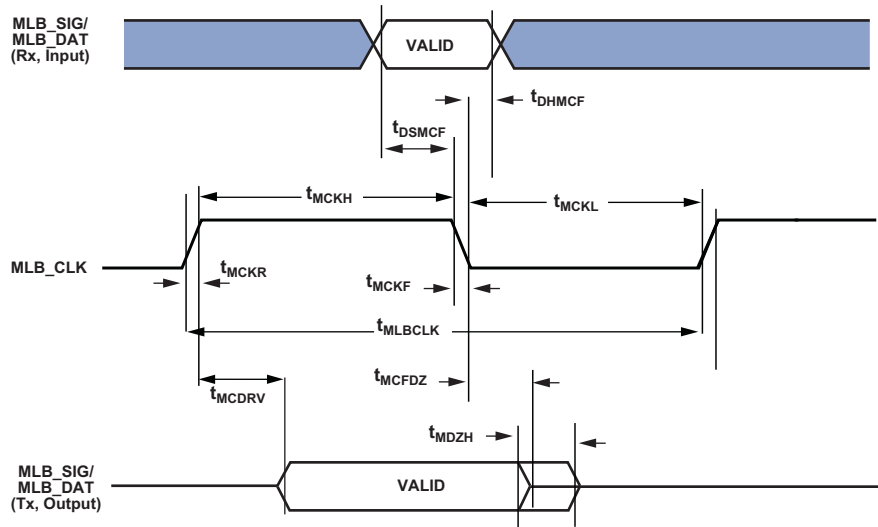 MLB_SIG/
MLB_DAT
(Rx, Input)
VALID
tDHMCF
tDSMCF
tMCKH
tMCKL
MLB_CLK
tMCKR
tMCKF
tMLBCLK
tMCDRV
tMCFDZ
tMDZH
MLB_SIG/
MLB_DAT
(Tx, Output)
VALID